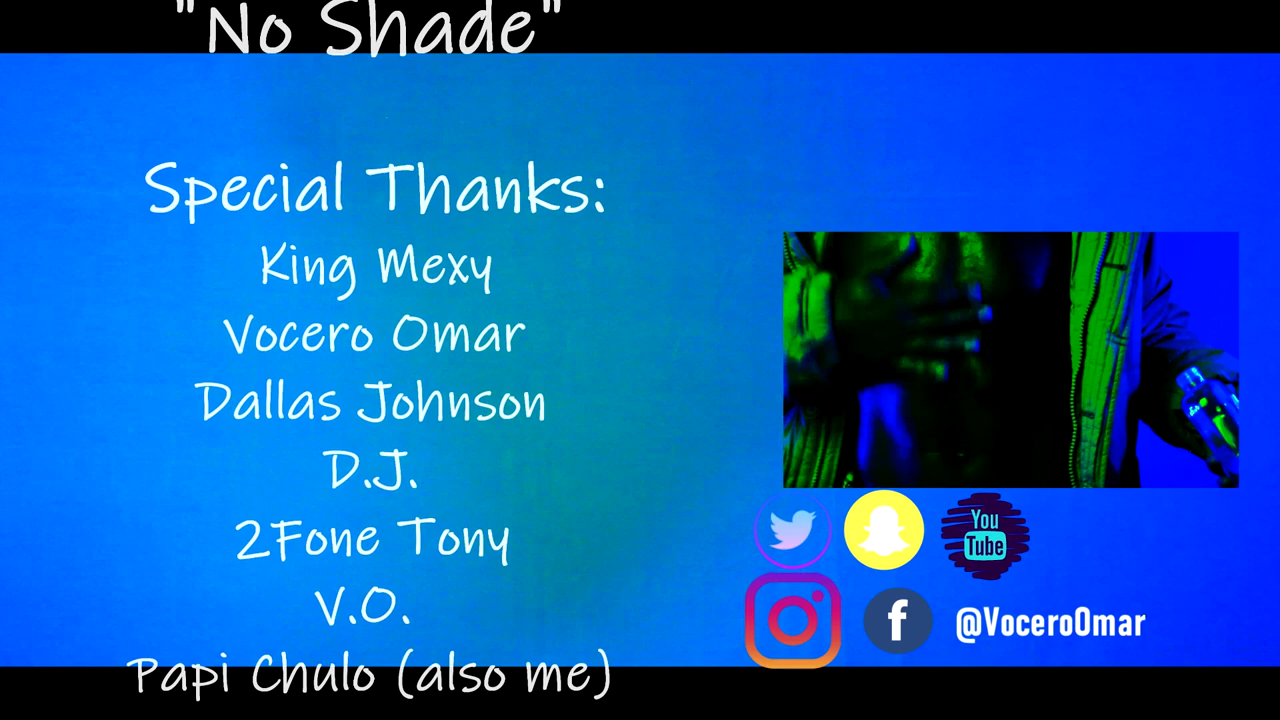 "No Shade"
Special Thanks:
King Mexy
Vocero Omar
Dallas Johnson
D.J.
2Fone Tony
V.O.
Papi Chulo (also me)
You
Tube
f
@VoceroOmar